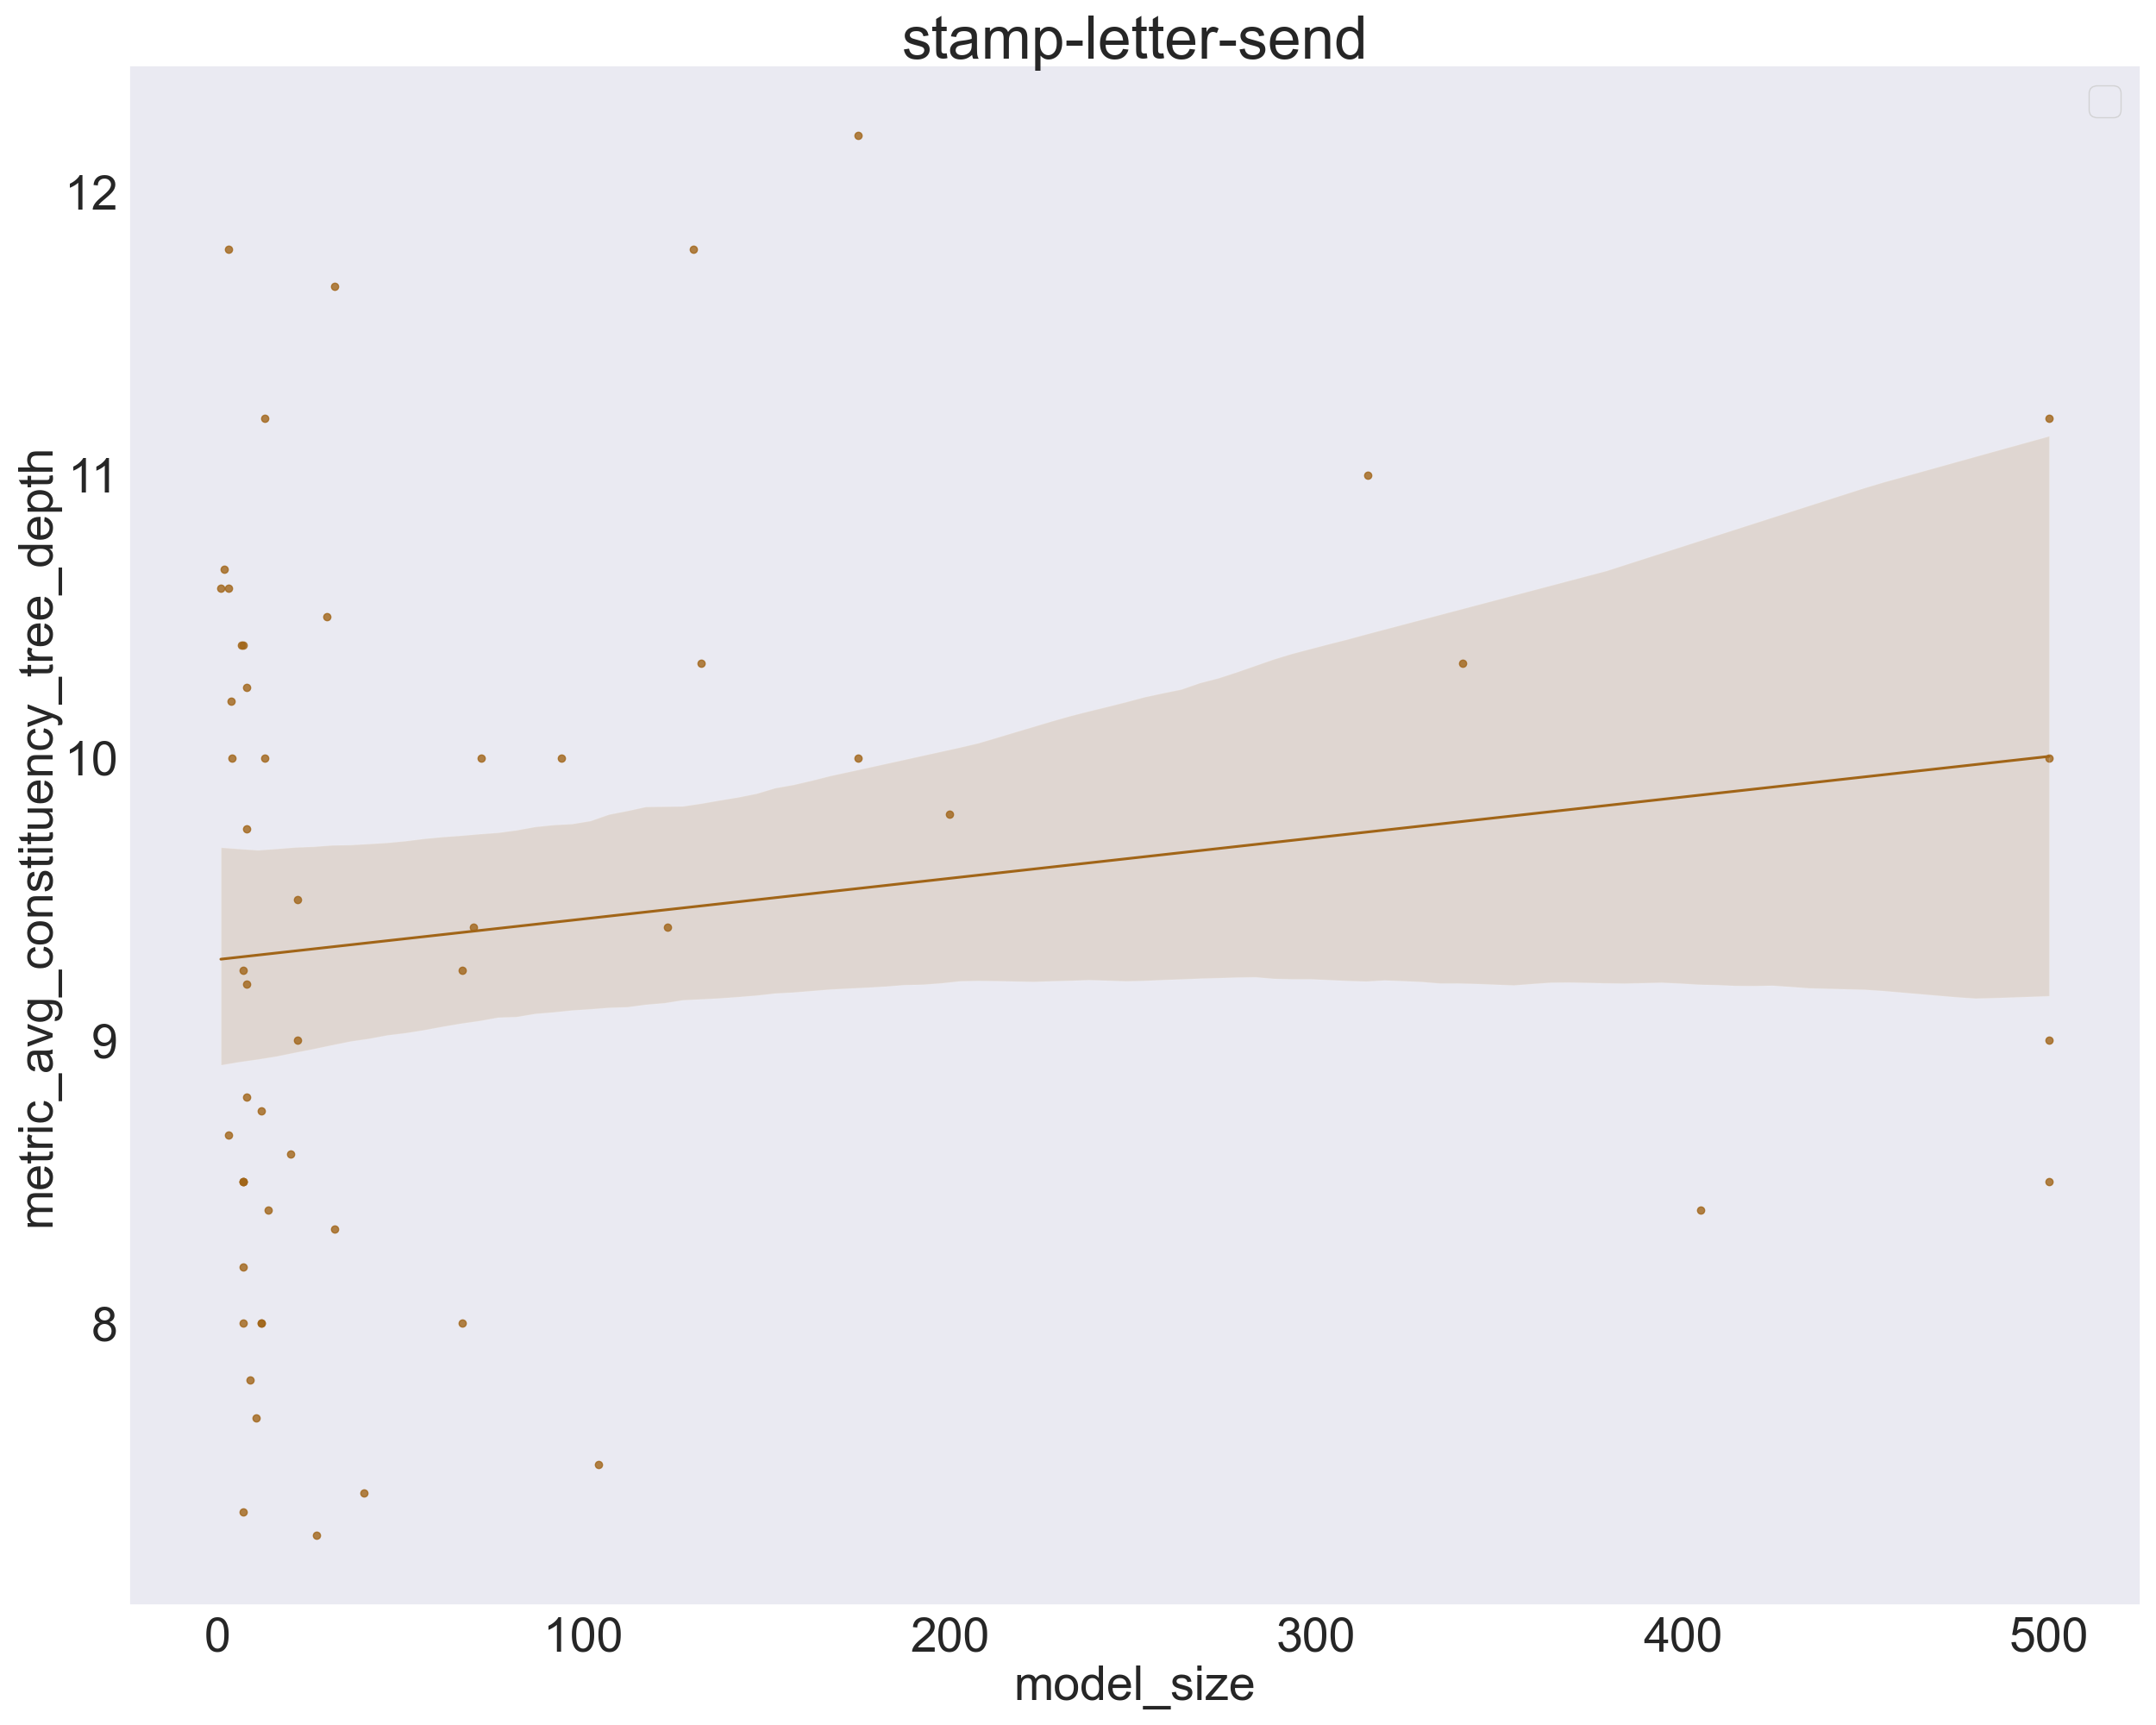 stamp-letter-send
metric_avg_constituency_tree_depth
12
11
10
9
8
0 100 200 300 400 500
model_size